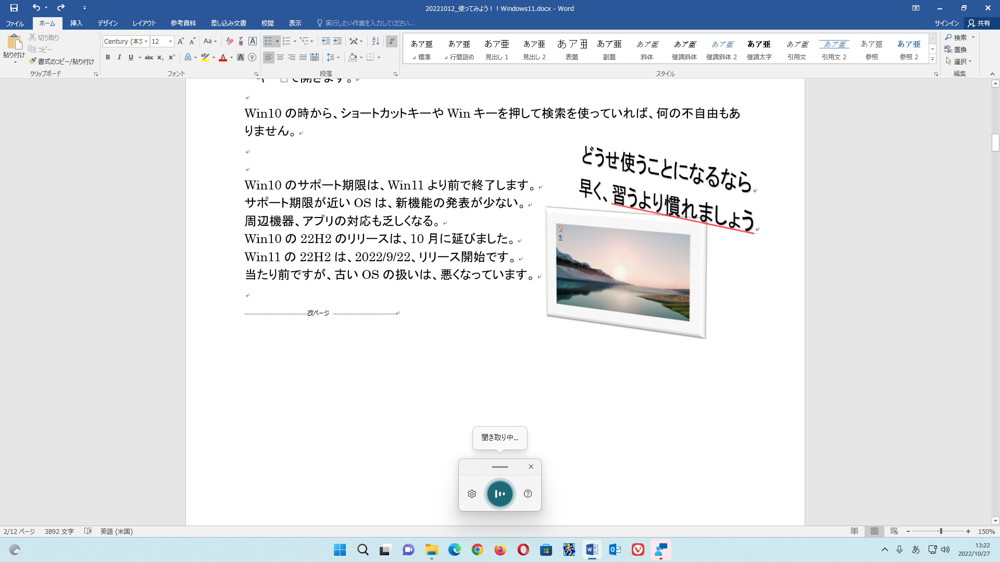 20221012_使ってみよう！！Windows11.docx - Word
ファイル ホーム 挿入 デザイン レイアウト 参考資料 差し込み文書 校閲 表示 実行したい作業を入力してください... サインイン 共有
貼り付け 切り取り コピー 書式のコピー/貼り付け
Century (本文 12
あア亜 あア亜 あア亜 あア亜 あア亜 あア亜 あア亜 あア亜 あア亜 あア亜 あア亜 あア亜 あア亜 あア亜
標準 行間詰め 見出し 1 見出し 2 表題 副題 斜体 強調斜体 強調斜体 2 強調太字 引用文 引用文 2 参照 参照 2
検索 置換 選択
クリップボード フォント 段落 スタイル 編集
で開きます。
Win10 の時から、ショートカットキーや Win キーを押して検索を使っていれば、何の不自由もあ
りません。
どうせ使うことになるなら
早く、習うより慣れましょう
Win10 のサポート期限は、Win11 より前で終了します。
サポート期限が近い OS は、新機能の発表が少ない。
周辺機器、アプリの対応も乏しくなる。
Win10 の 22H2 のリリースは、10 月に延びました。
Win11 の 22H2 は、2022/9/22、リリース開始です。
当たり前ですが、古い OS の扱いは、悪くなっています。
改ページ
聞き取り中...
2/12 ページ 3892 文字 英語 (米国) 150%
あ 13:22
2022/10/27